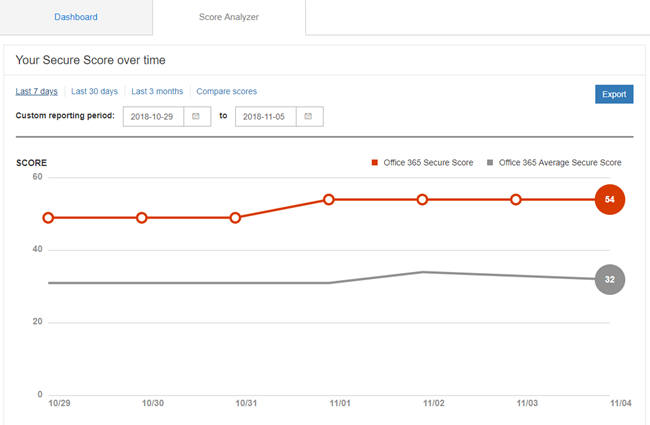 Dashboard Score Analyzer
Your Secure Score over time
Last 7 days Last 30 days Last 3 months Compare scores
Export
Custom reporting period: 2018-10-29 to 2018-11-05
SCORE Office 365 Secure Score Office 365 Average Secure Score
60
54
40
32
20
0
10/29 10/30 10/31 11/01 11/02 11/03 11/04